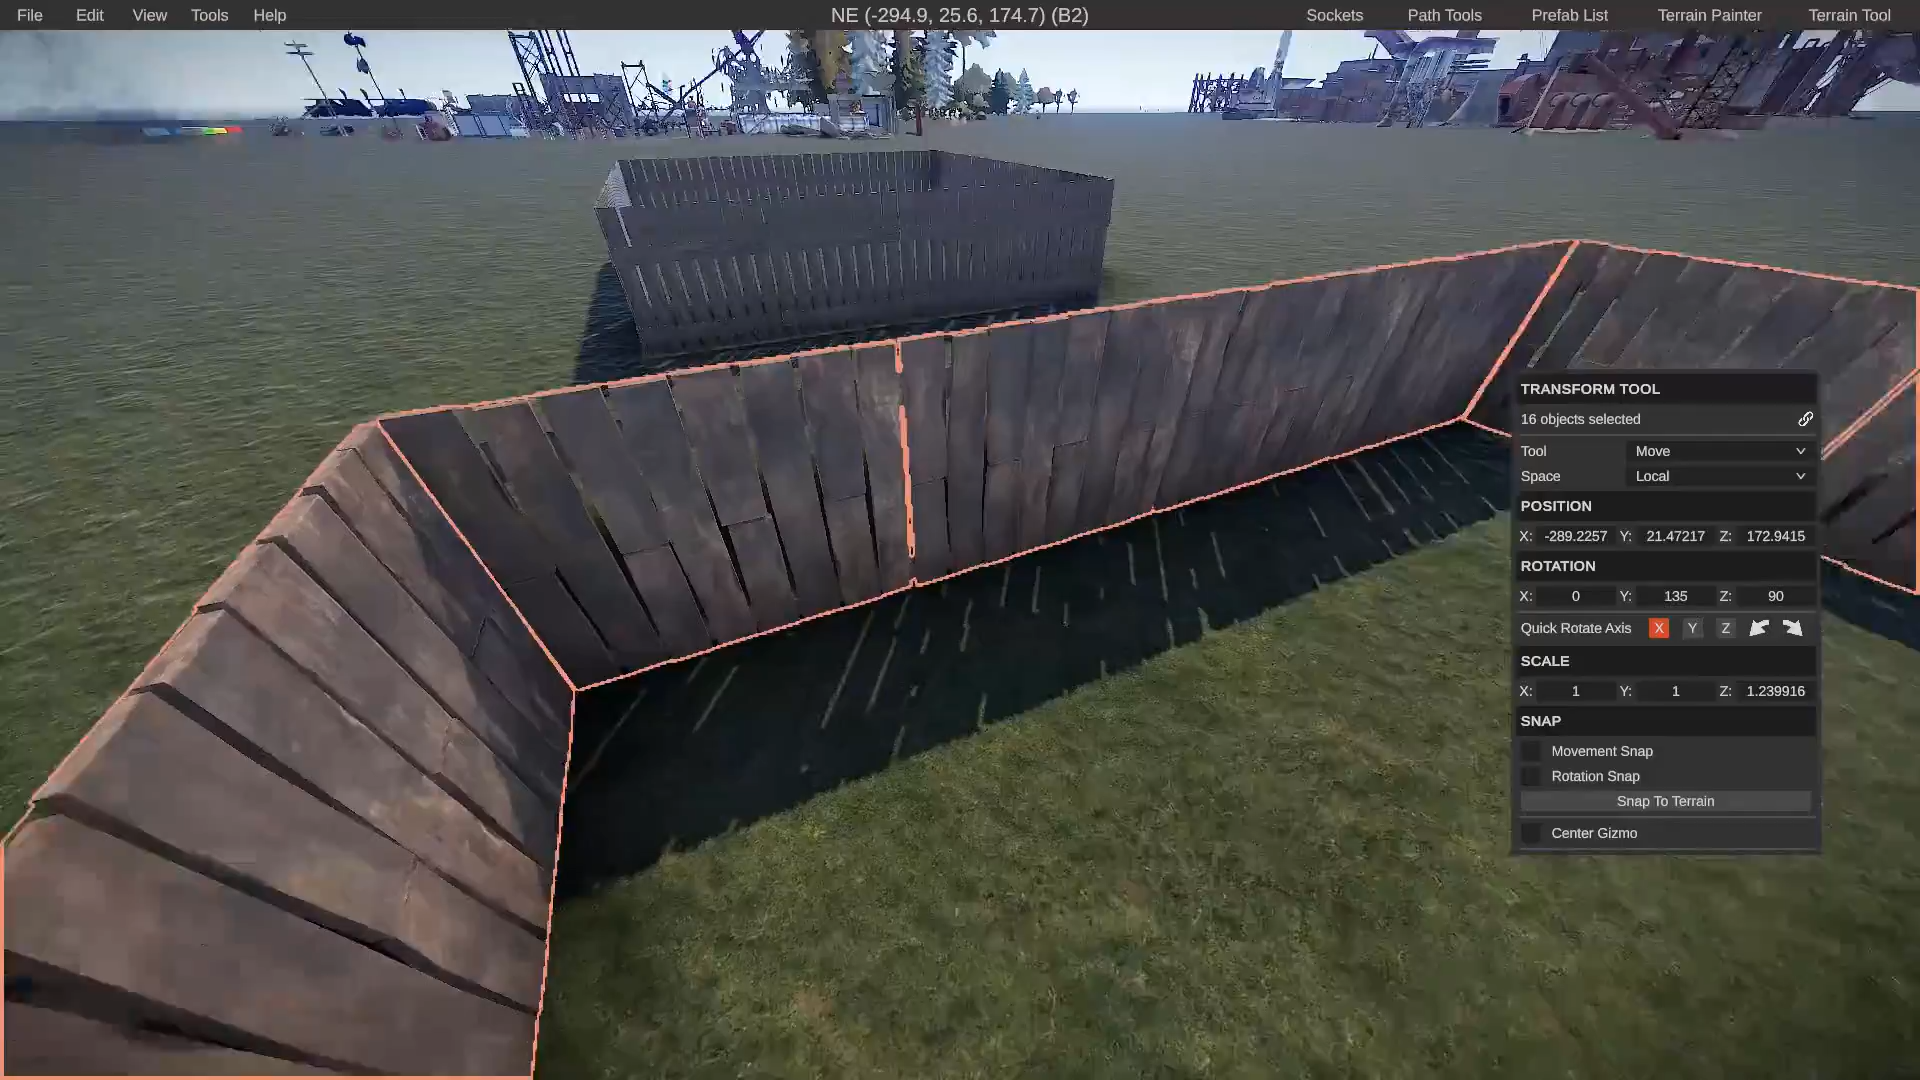 File Edit View Tools Help NE (-294.9, 25.6, 174.7) (B2) Sockets Path Tools Prefab List Terrain Painter Terrain Tool
TRANSFORM TOOL
16 objects selected
Tool Move
Space Local
POSITION
X: -289.2257 Y: 21.47217 Z: 172.9415
ROTATION
X: 0 Y: 135 Z: 90
Quick Rotate Axis X Y Z
SCALE
X: 1 Y: 1 Z: 1.239916
SNAP
Movement Snap
Rotation Snap
Snap To Terrain
Center Gizmo